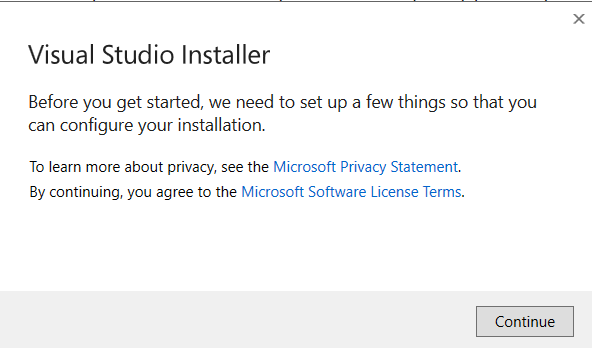 Visual Studio Installer
Before you get started, we need to set up a few things so that you
can configure your installation.
To learn more about privacy, see the Microsoft Privacy Statement.
By continuing, you agree to the Microsoft Software License Terms.
Continue